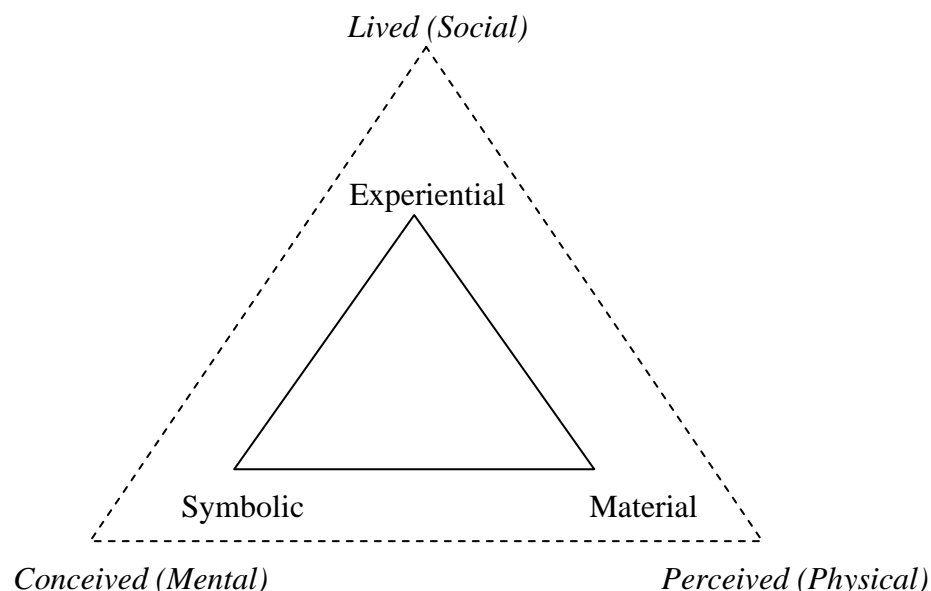 Lived (Social)
Experiential
Symbolic
Material
Conceived (Mental)
Perceived (Physical)